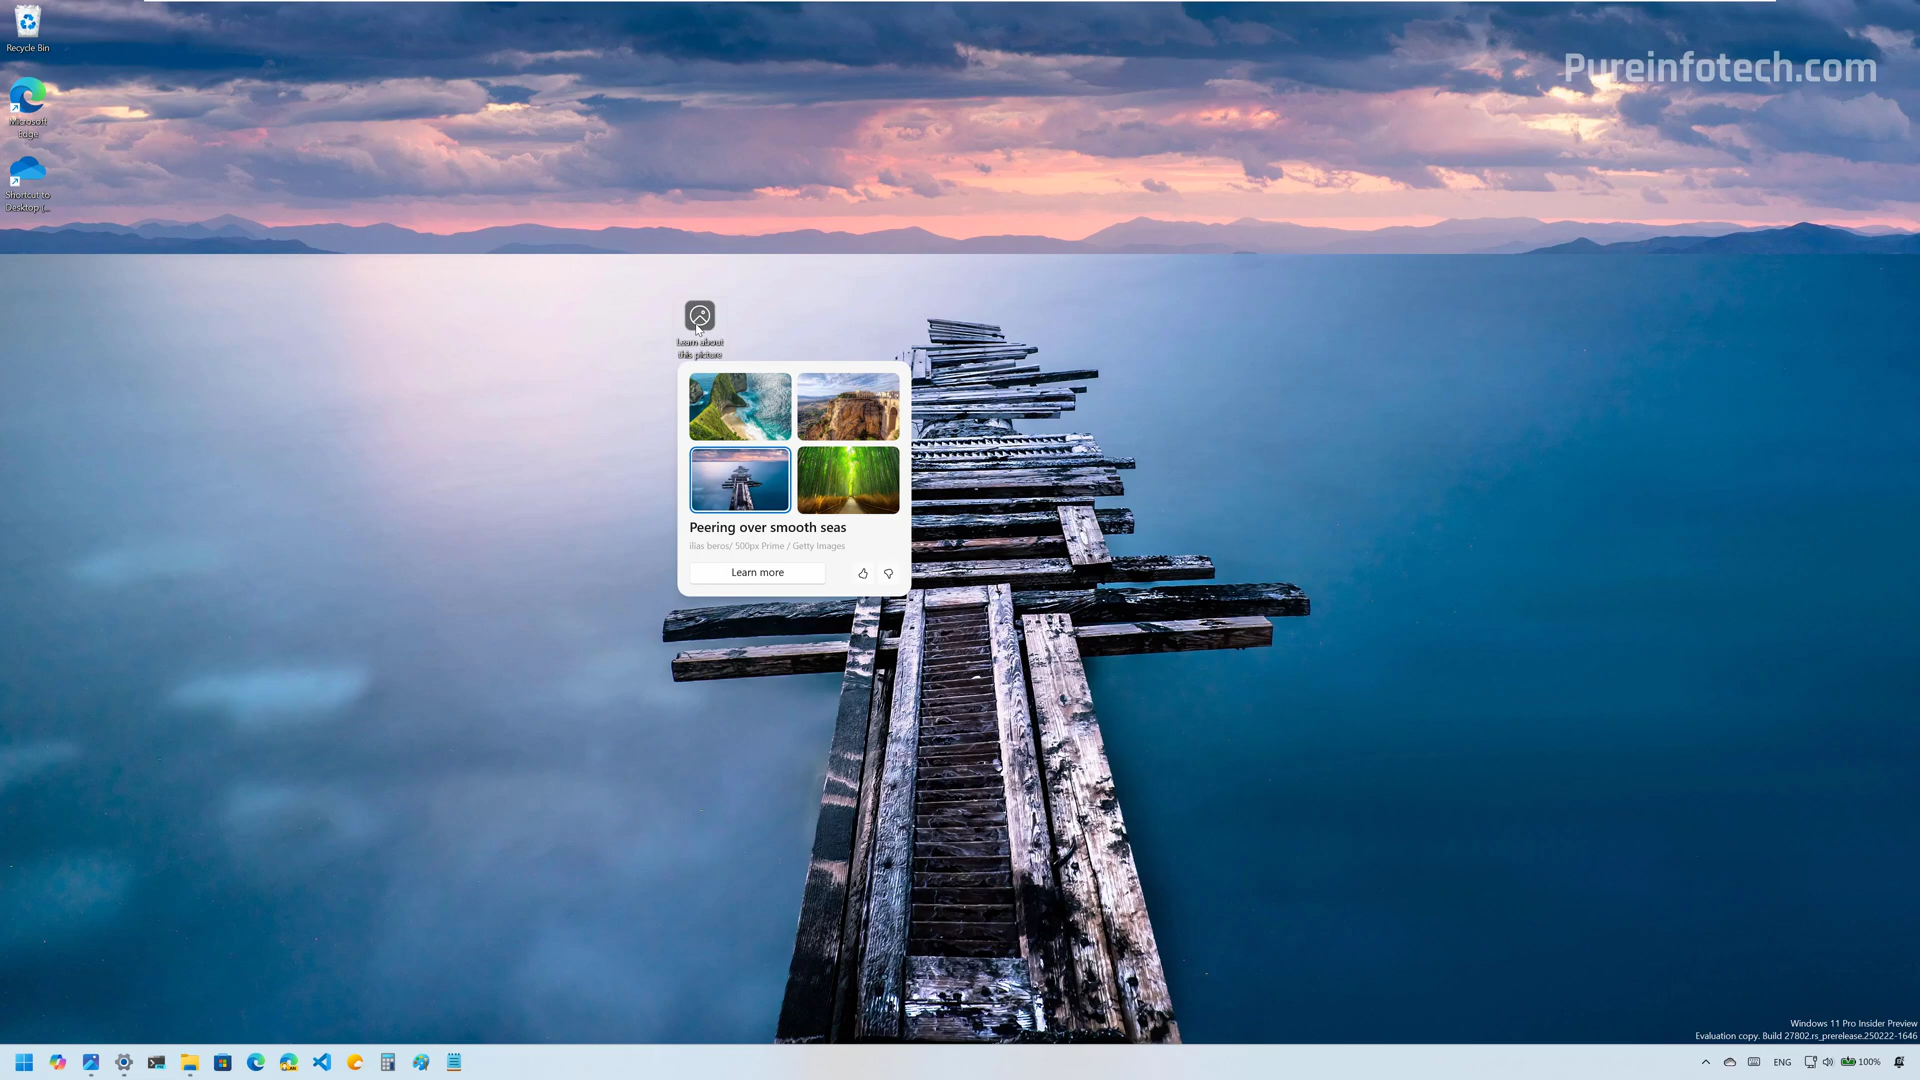 Recycle Bin
Microsoft
Edge
Shortcut to
Desktop (...
Pureinfotech.com
Learn about
this picture
Peering over smooth seas
ilias beros/ 500px Prime / Getty Images
Learn more
Windows 11 Pro Insider Preview
Evaluation copy. Build 27802.rs_prerelease.250222-1646
ENG
100%